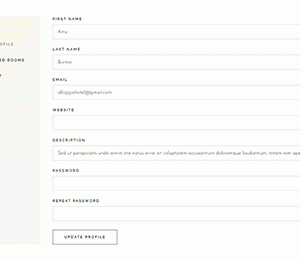 FIRST NAME
Amy
LAST NAME
Burton
OFILE
EMAIL
ED ROOMS
alloggiohotel@gmail.com
WEBSITE
DESCRIPTION
Sed ut perspiciatis unde omnis iste natus error sit voluptatem accusantium doloremque laudantium, totam rem ape
PASSWORD
REPEAT PASSWORD
UPDATE PROFILE